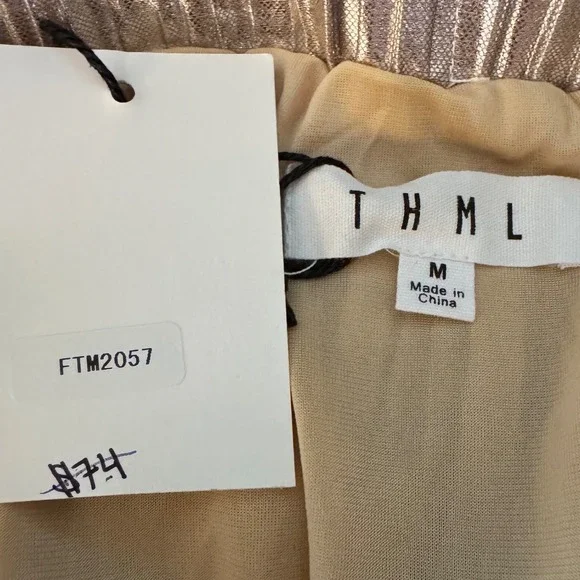 FTM2057
$74
THML
M
Made in
China